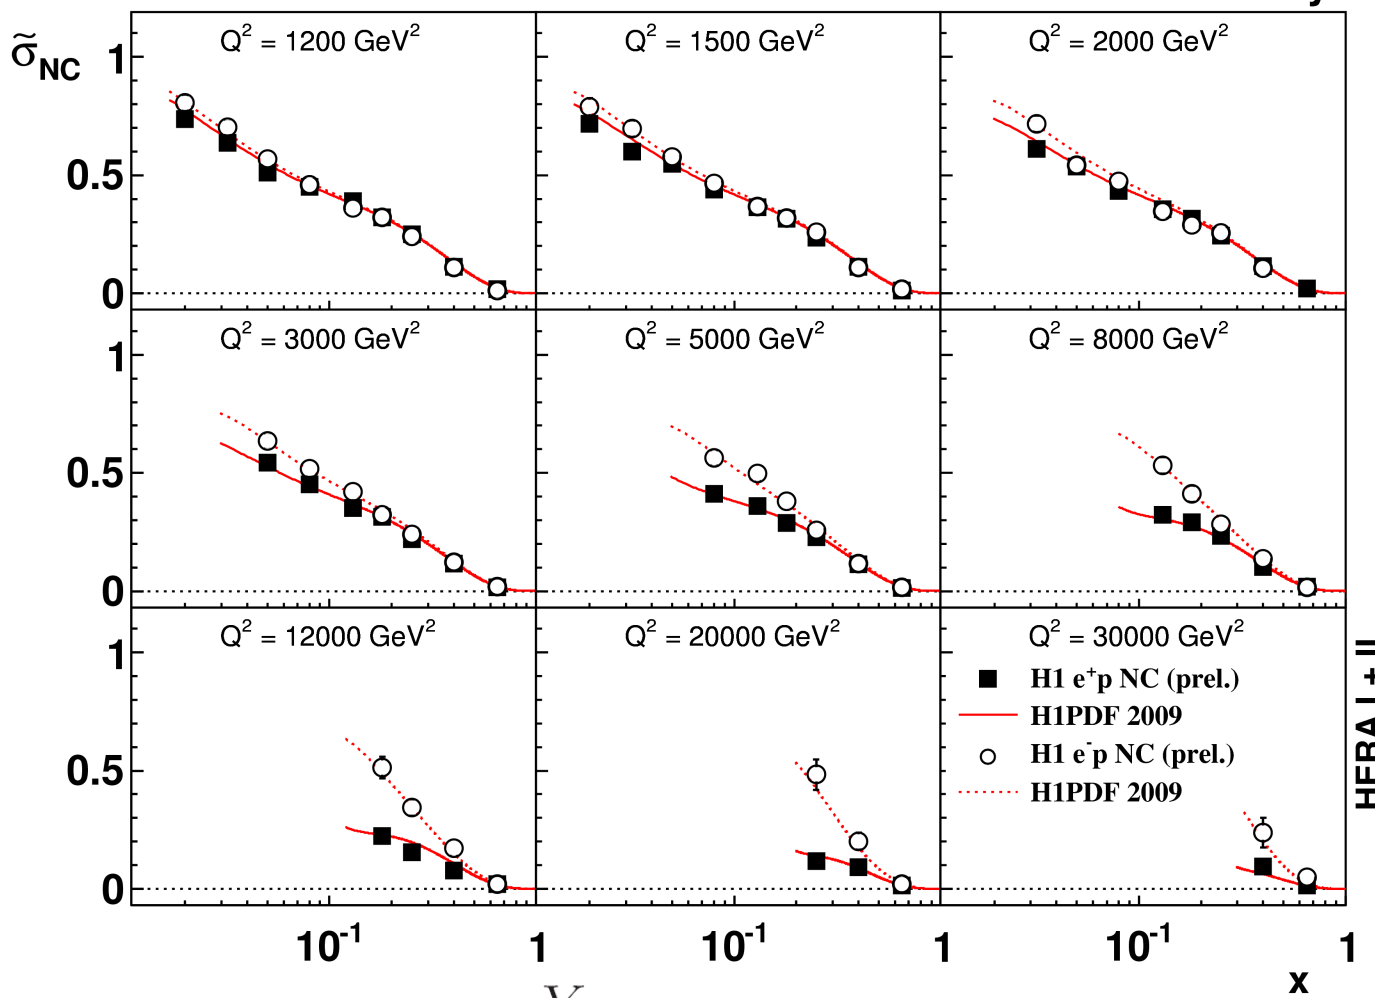 σ̃NC
Q² = 1200 GeV²
Q² = 1500 GeV²
Q² = 2000 GeV²
1
0.5
0
Q² = 3000 GeV²
Q² = 5000 GeV²
Q² = 8000 GeV²
1
0.5
0
Q² = 12000 GeV²
Q² = 20000 GeV²
Q² = 30000 GeV²
1
0.5
0
H1 e⁺p NC (prel.)
H1PDF 2009
H1 e⁻p NC (prel.)
H1PDF 2009
10⁻¹ 1 10⁻¹ 1 10⁻¹ 1
x